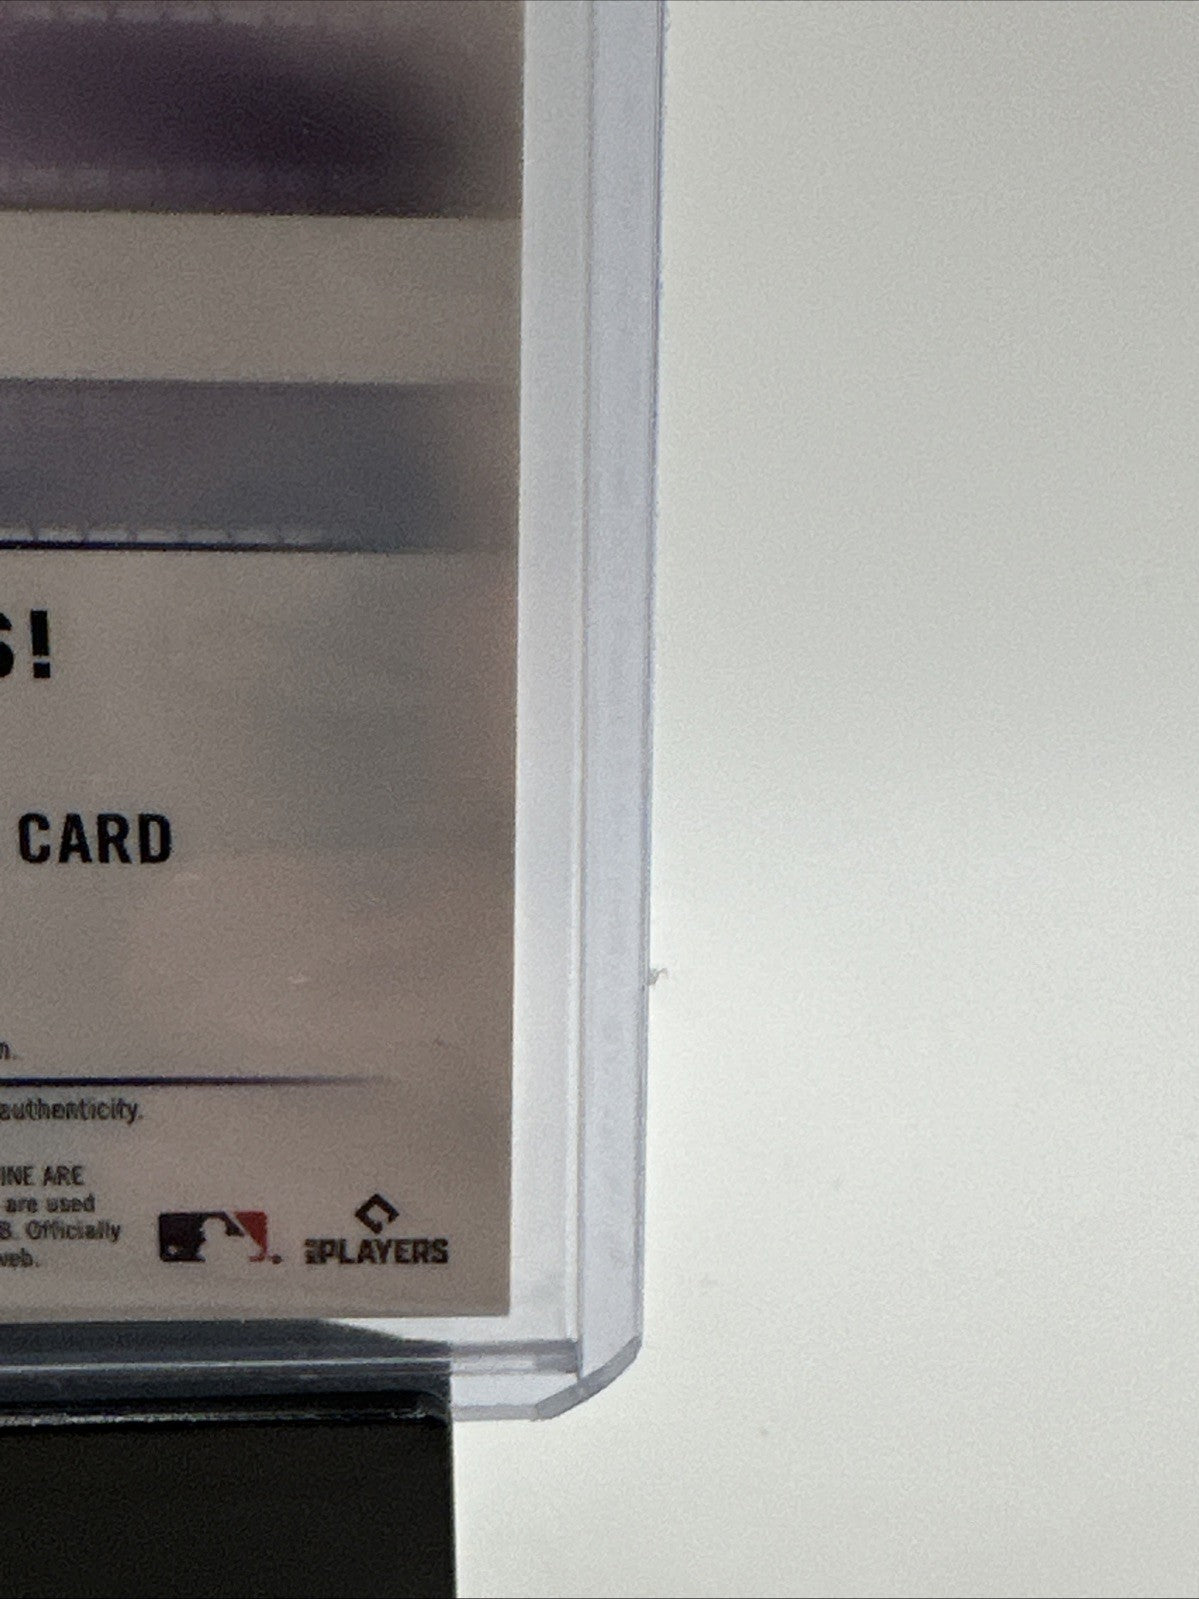 S!
CARD
n.
authenticity.
INE ARE
are used
B. Officially
web.
PLAYERS